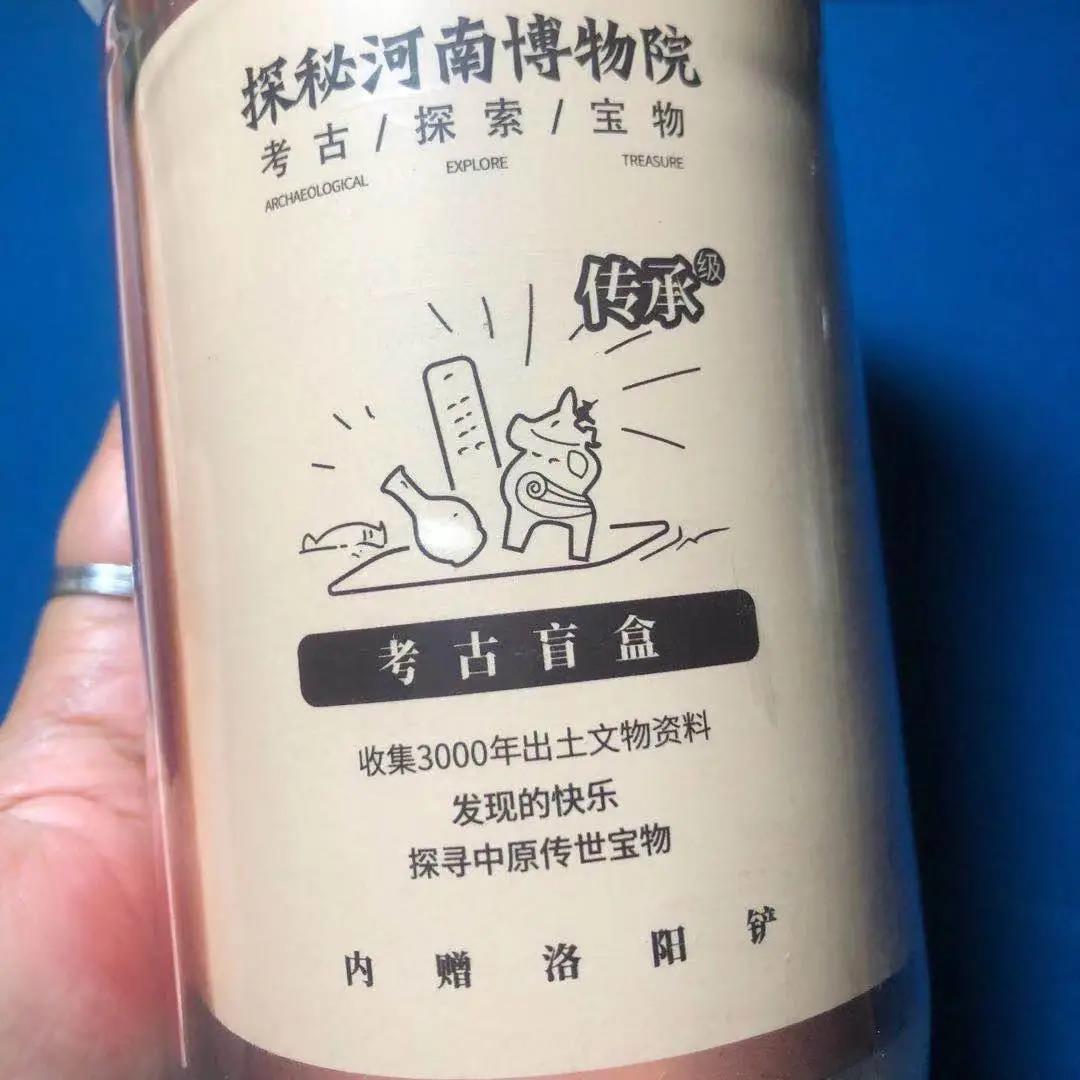 探秘河南博物院
考古/探索/宝物
ARCHAEOLOGICAL EXPLORE TREASURE
传承级
考古盲盒
收集3000年出土文物资料
发现的快乐
探寻中原传世宝物
内赠洛阳铲